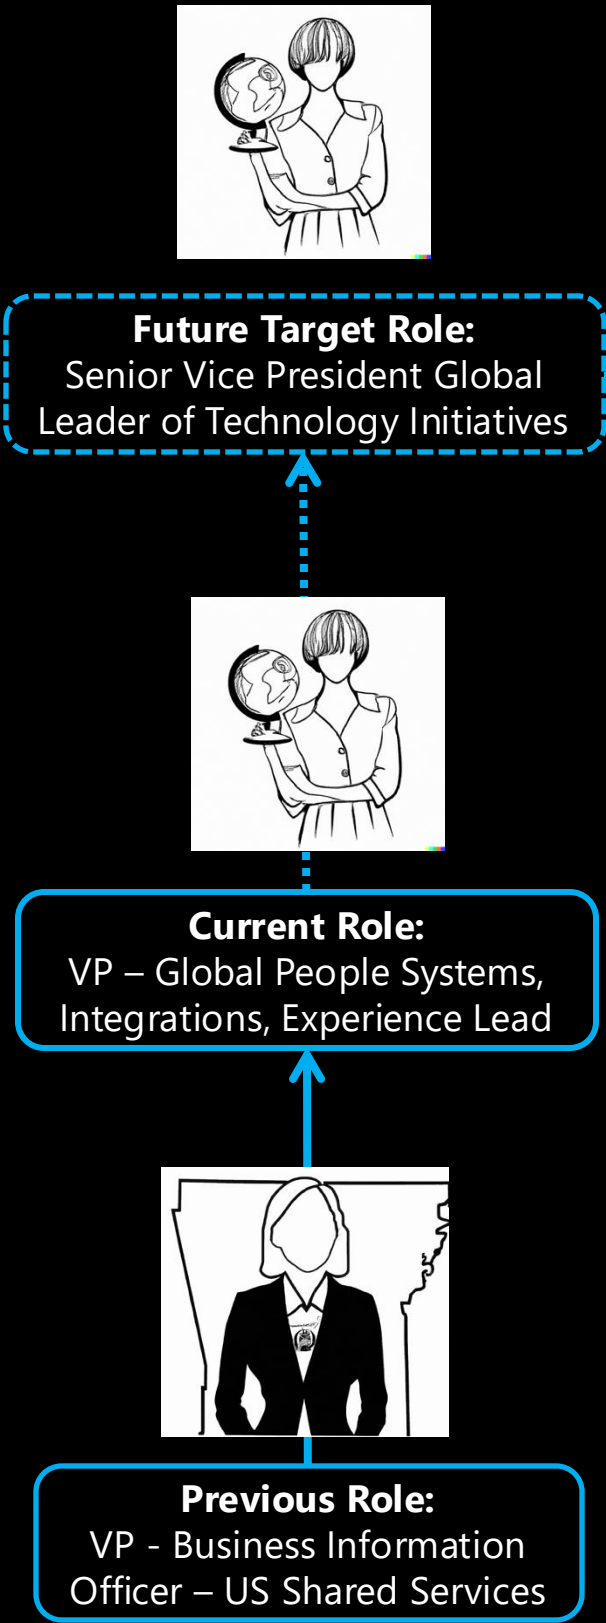 Future Target Role:
Senior Vice President Global
Leader of Technology Initiatives
Current Role:
VP – Global People Systems,
Integrations, Experience Lead
Previous Role:
VP - Business Information
Officer – US Shared Services